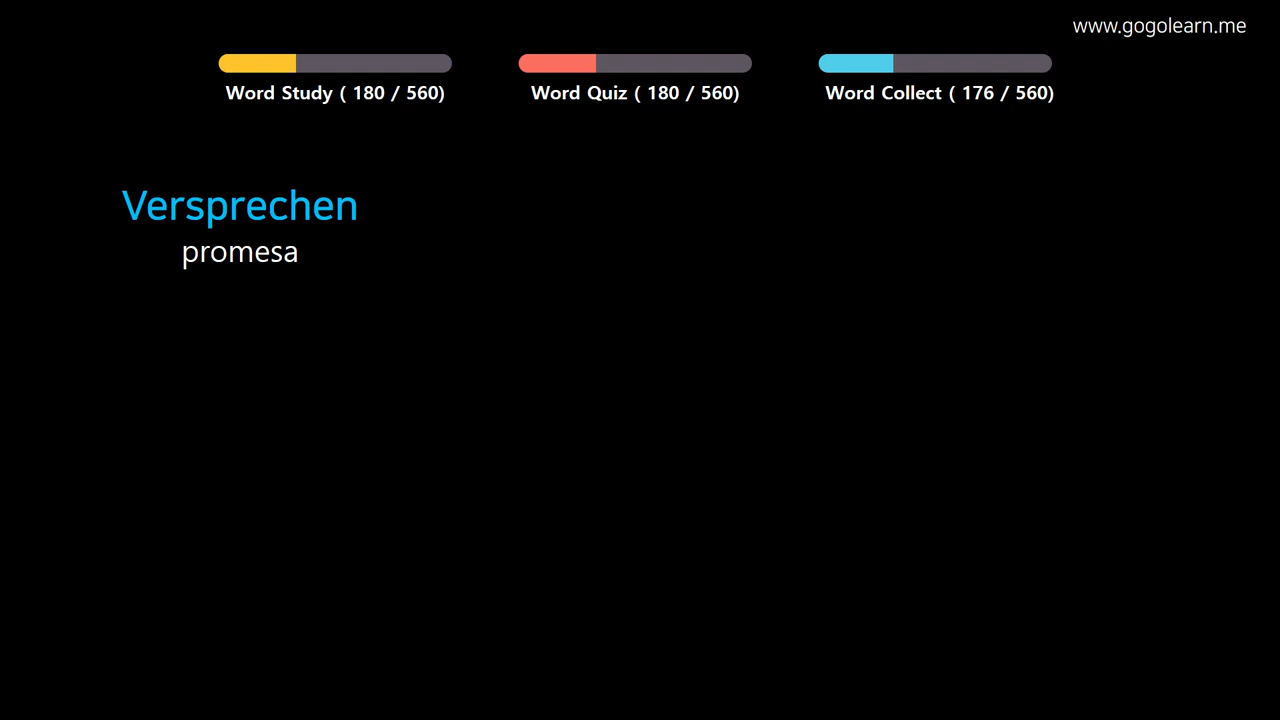 www.gogolearn.me
Word Study ( 180 / 560)
Word Quiz ( 180 / 560)
Word Collect ( 176 / 560)
Versprechen
promesa